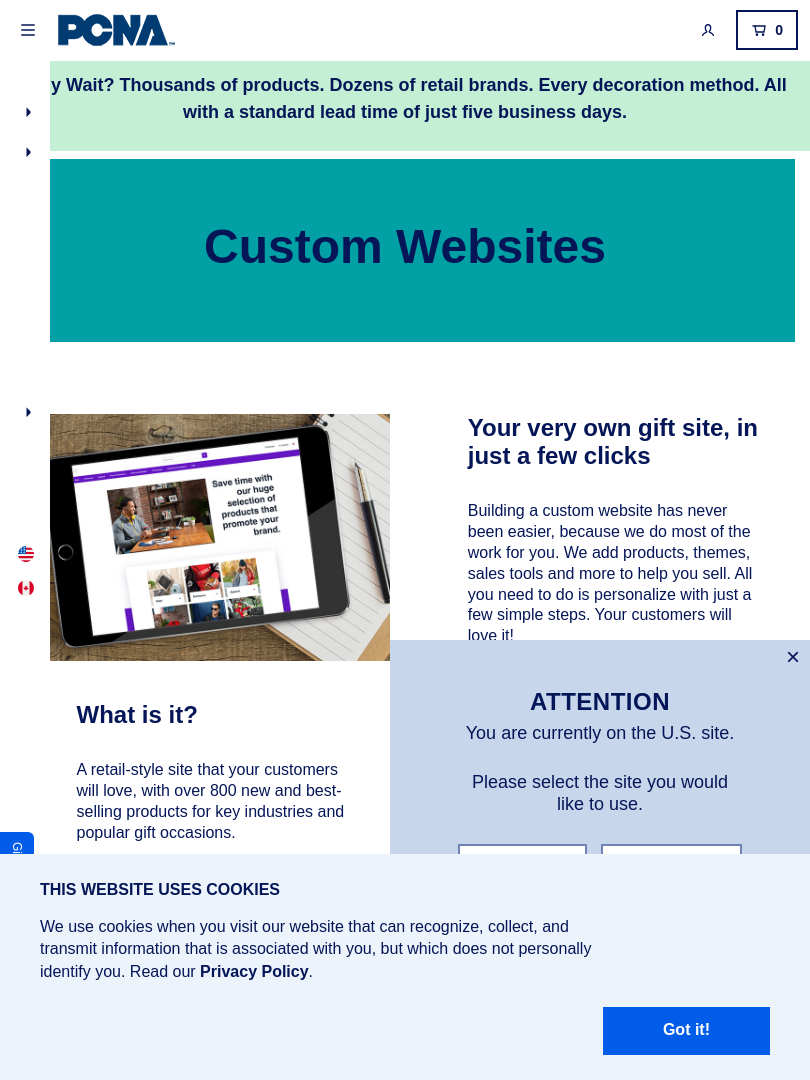 PCNA
0
y Wait? Thousands of products. Dozens of retail brands. Every decoration method. All
with a standard lead time of just five business days.
Custom Websites
Save time with
our huge
selection of
products that
promote your
brand.
Your very own gift site, in
just a few clicks
Building a custom website has never
been easier, because we do most of the
work for you. We add products, themes,
sales tools and more to help you sell. All
you need to do is personalize with just a
few simple steps. Your customers will
love it!
What is it?
A retail-style site that your customers
will love, with over 800 new and best-
selling products for key industries and
popular gift occasions.
ATTENTION
You are currently on the U.S. site.
Please select the site you would
like to use.
THIS WEBSITE USES COOKIES
We use cookies when you visit our website that can recognize, collect, and
transmit information that is associated with you, but which does not personally
identify you. Read our Privacy Policy.
Got it!